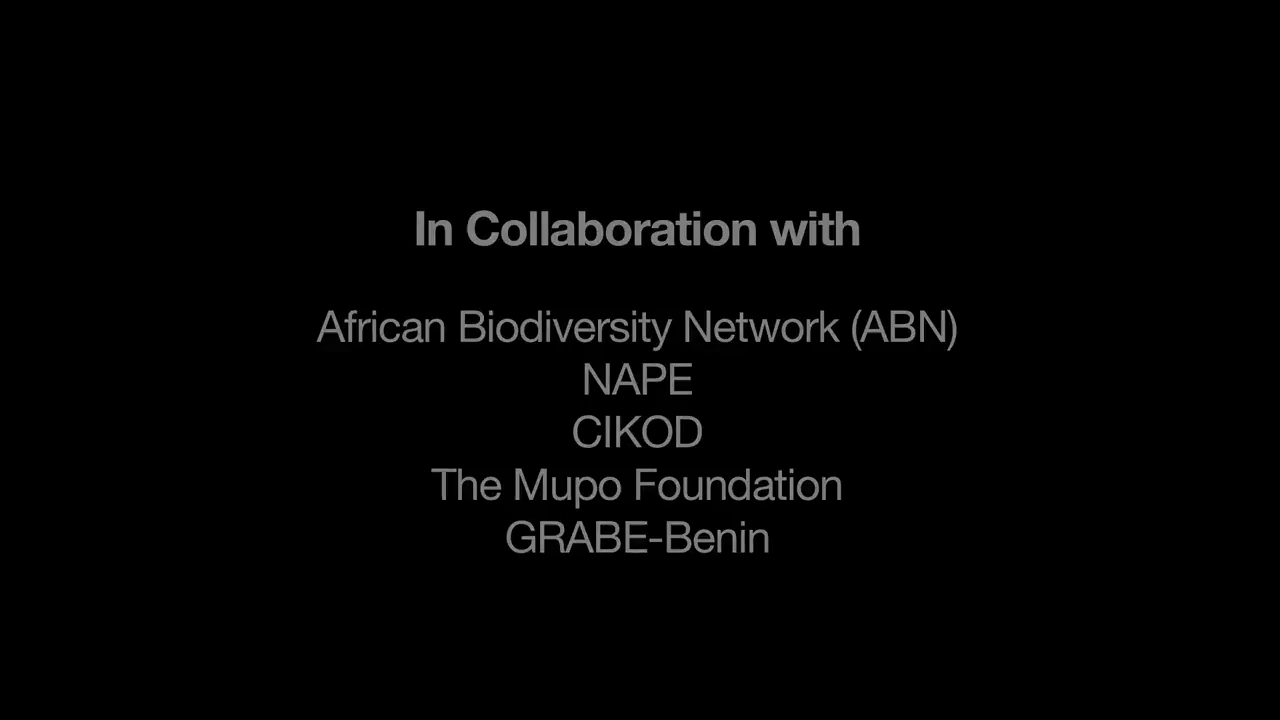 In Collaboration with
African Biodiversity Network (ABN)
NAPE
CIKOD
The Mupo Foundation
GRABE-Benin